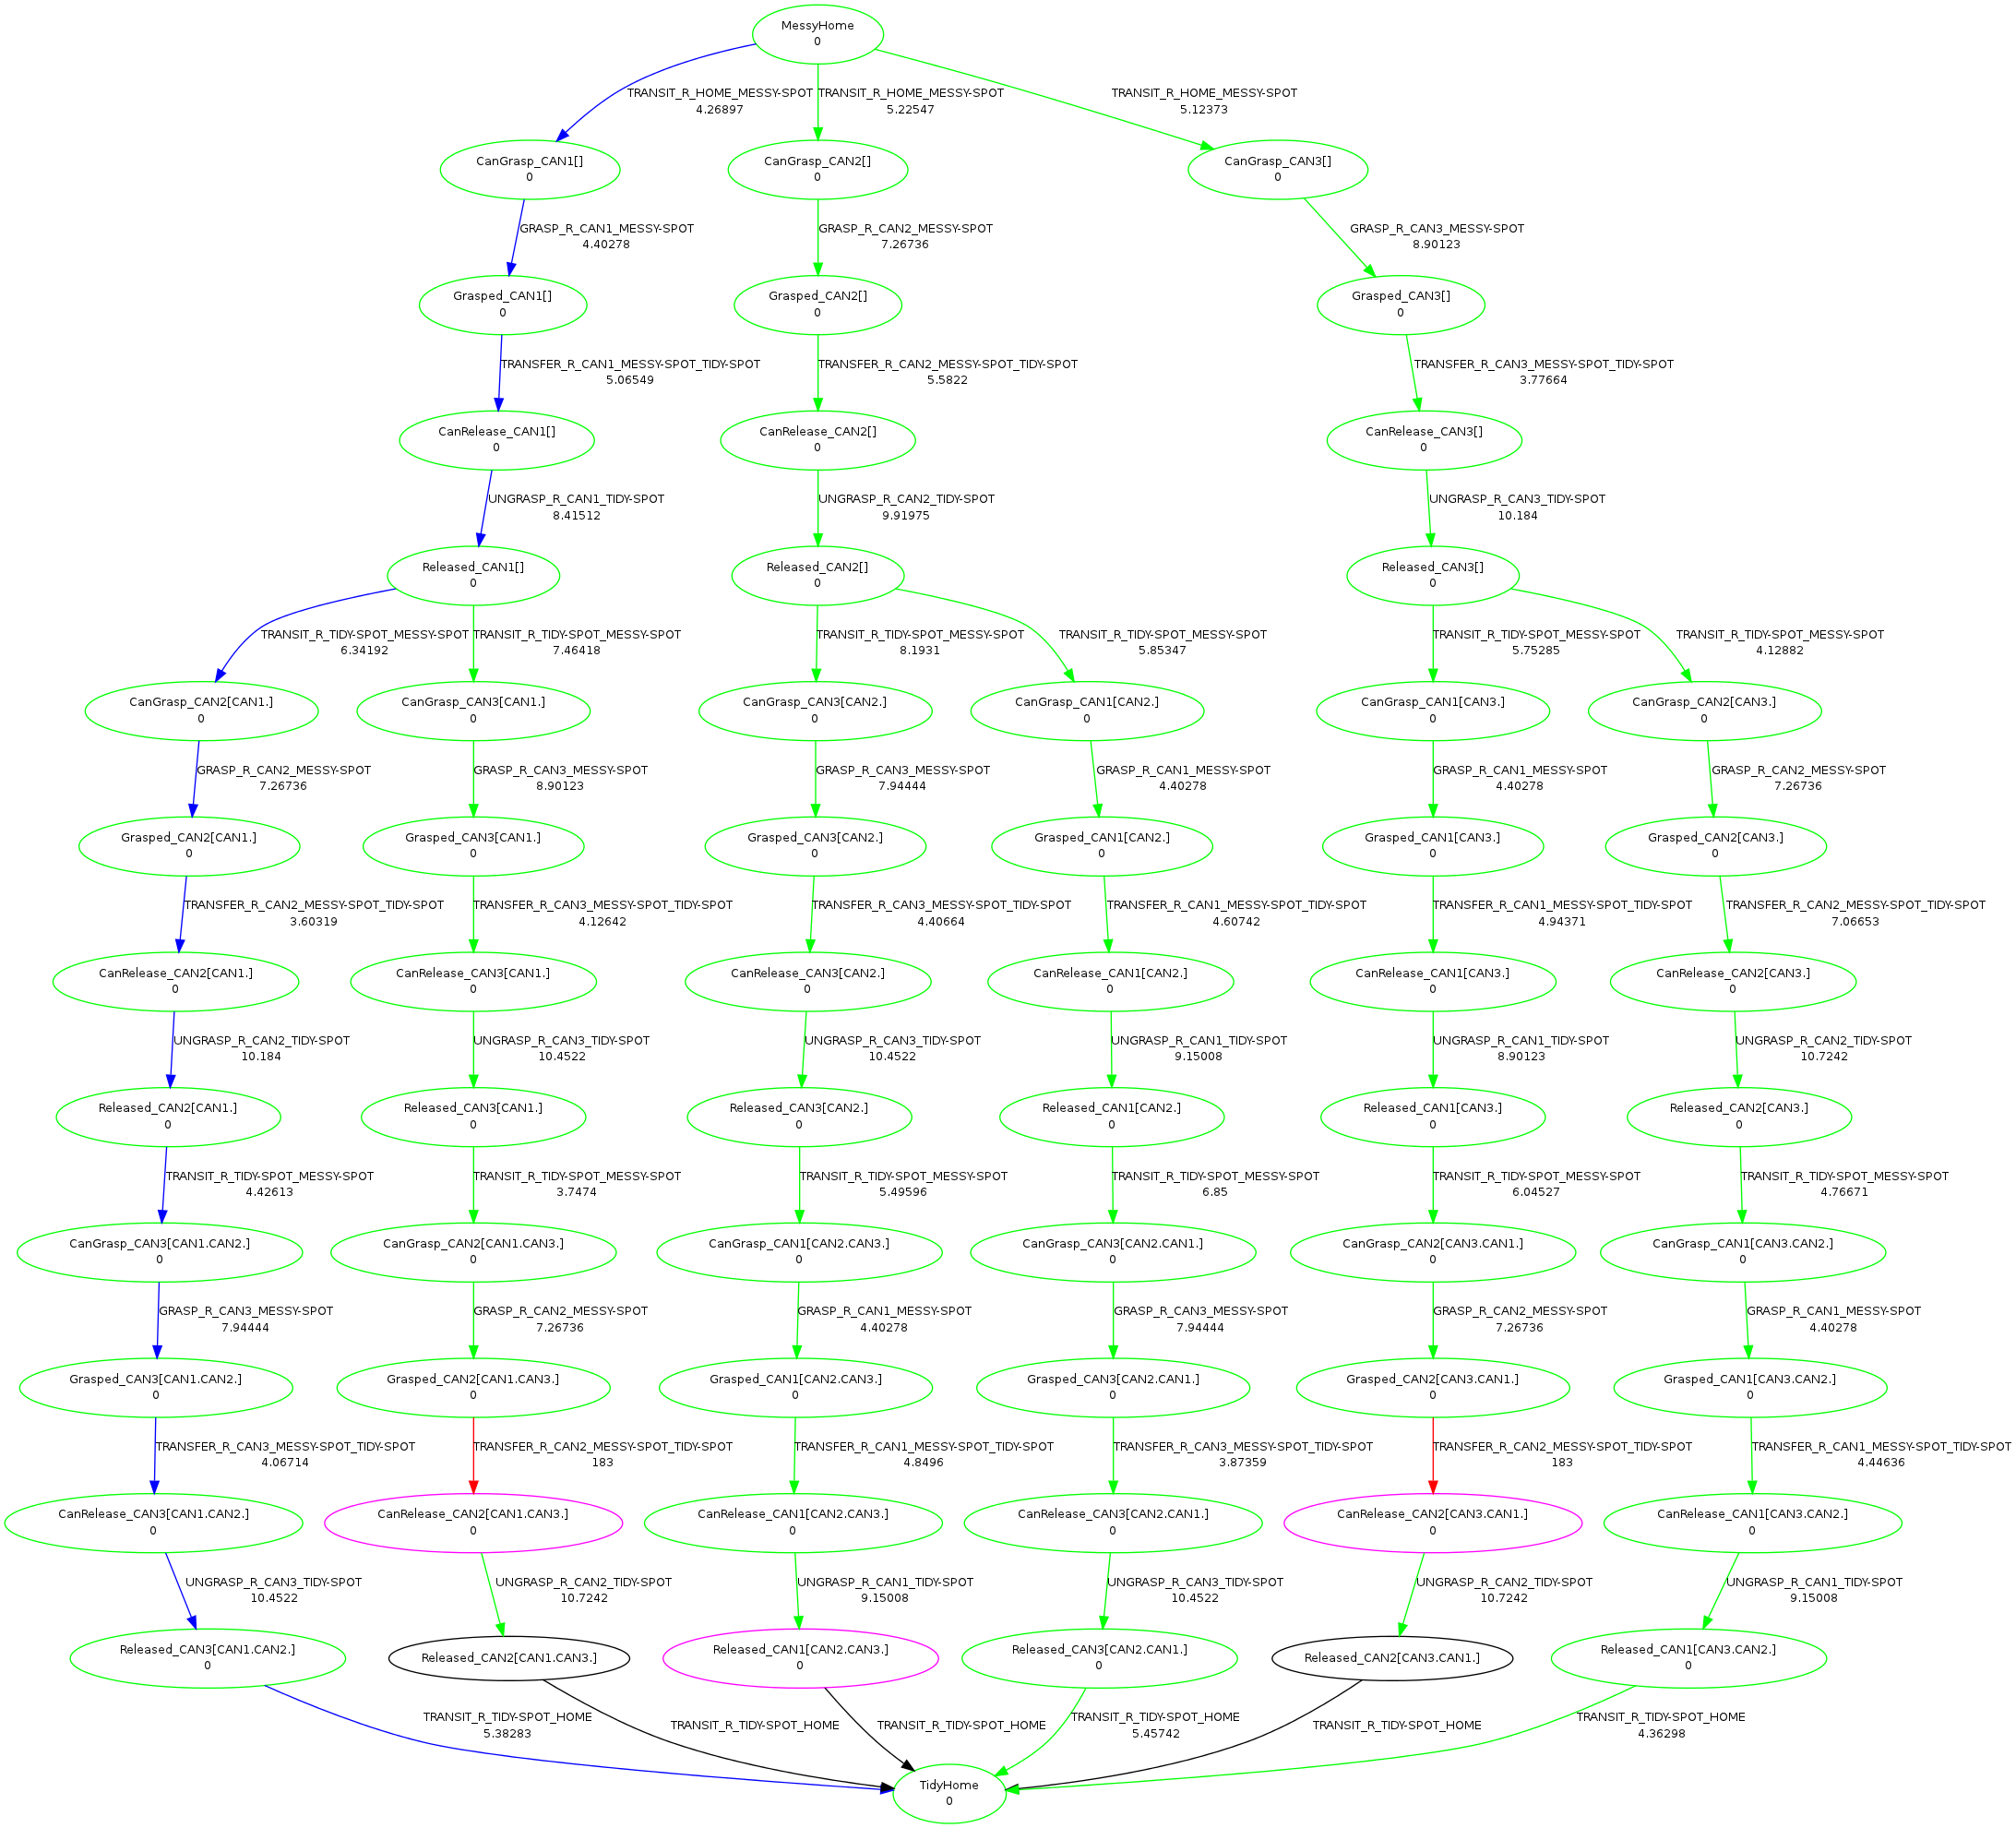 MessyHome
0
TRANSIT_R_HOME_MESSY-SPOT
4.26897
TRANSIT_R_HOME_MESSY-SPOT
5.22547
TRANSIT_R_HOME_MESSY-SPOT
5.12373
CanGrasp_CAN1[]
0
CanGrasp_CAN2[]
0
CanGrasp_CAN3[]
0
GRASP_R_CAN1_MESSY-SPOT
4.40278
GRASP_R_CAN2_MESSY-SPOT
7.26736
GRASP_R_CAN3_MESSY-SPOT
8.90123
Grasped_CAN1[]
0
Grasped_CAN2[]
0
Grasped_CAN3[]
0
TRANSFER_R_CAN1_MESSY-SPOT_TIDY-SPOT
5.06549
TRANSFER_R_CAN2_MESSY-SPOT_TIDY-SPOT
5.5822
TRANSFER_R_CAN3_MESSY-SPOT_TIDY-SPOT
3.77664
CanRelease_CAN1[]
0
CanRelease_CAN2[]
0
CanRelease_CAN3[]
0
UNGRASP_R_CAN1_TIDY-SPOT
8.41512
UNGRASP_R_CAN2_TIDY-SPOT
9.91975
UNGRASP_R_CAN3_TIDY-SPOT
10.184
Released_CAN1[]
0
Released_CAN2[]
0
Released_CAN3[]
0
TRANSIT_R_TIDY-SPOT_MESSY-SPOT
6.34192
TRANSIT_R_TIDY-SPOT_MESSY-SPOT
7.46418
TRANSIT_R_TIDY-SPOT_MESSY-SPOT
8.1931
TRANSIT_R_TIDY-SPOT_MESSY-SPOT
5.85347
TRANSIT_R_TIDY-SPOT_MESSY-SPOT
5.75285
TRANSIT_R_TIDY-SPOT_MESSY-SPOT
4.12882
CanGrasp_CAN2[CAN1.]
0
CanGrasp_CAN3[CAN1.]
0
CanGrasp_CAN3[CAN2.]
0
CanGrasp_CAN1[CAN2.]
0
CanGrasp_CAN1[CAN3.]
0
CanGrasp_CAN2[CAN3.]
0
GRASP_R_CAN2_MESSY-SPOT
7.26736
GRASP_R_CAN3_MESSY-SPOT
8.90123
GRASP_R_CAN3_MESSY-SPOT
7.94444
GRASP_R_CAN1_MESSY-SPOT
4.40278
GRASP_R_CAN1_MESSY-SPOT
4.40278
GRASP_R_CAN2_MESSY-SPOT
7.26736
Grasped_CAN2[CAN1.]
0
Grasped_CAN3[CAN1.]
0
Grasped_CAN3[CAN2.]
0
Grasped_CAN1[CAN2.]
0
Grasped_CAN1[CAN3.]
0
Grasped_CAN2[CAN3.]
0
TRANSFER_R_CAN2_MESSY-SPOT_TIDY-SPOT
3.60319
TRANSFER_R_CAN3_MESSY-SPOT_TIDY-SPOT
4.12642
TRANSFER_R_CAN3_MESSY-SPOT_TIDY-SPOT
4.40664
TRANSFER_R_CAN1_MESSY-SPOT_TIDY-SPOT
4.60742
TRANSFER_R_CAN1_MESSY-SPOT_TIDY-SPOT
4.94371
TRANSFER_R_CAN2_MESSY-SPOT_TIDY-SPOT
7.06653
CanRelease_CAN2[CAN1.]
0
CanRelease_CAN3[CAN1.]
0
CanRelease_CAN3[CAN2.]
0
CanRelease_CAN1[CAN2.]
0
CanRelease_CAN1[CAN3.]
0
CanRelease_CAN2[CAN3.]
0
UNGRASP_R_CAN2_TIDY-SPOT
10.184
UNGRASP_R_CAN3_TIDY-SPOT
10.4522
UNGRASP_R_CAN3_TIDY-SPOT
10.4522
UNGRASP_R_CAN1_TIDY-SPOT
9.15008
UNGRASP_R_CAN1_TIDY-SPOT
8.90123
UNGRASP_R_CAN2_TIDY-SPOT
10.7242
Released_CAN2[CAN1.]
0
Released_CAN3[CAN1.]
0
Released_CAN3[CAN2.]
0
Released_CAN1[CAN2.]
0
Released_CAN1[CAN3.]
0
Released_CAN2[CAN3.]
0
TRANSIT_R_TIDY-SPOT_MESSY-SPOT
4.42613
TRANSIT_R_TIDY-SPOT_MESSY-SPOT
3.7474
TRANSIT_R_TIDY-SPOT_MESSY-SPOT
5.49596
TRANSIT_R_TIDY-SPOT_MESSY-SPOT
6.85
TRANSIT_R_TIDY-SPOT_MESSY-SPOT
6.04527
TRANSIT_R_TIDY-SPOT_MESSY-SPOT
4.76671
CanGrasp_CAN3[CAN1.CAN2.]
0
CanGrasp_CAN2[CAN1.CAN3.]
0
CanGrasp_CAN1[CAN2.CAN3.]
0
CanGrasp_CAN3[CAN2.CAN1.]
0
CanGrasp_CAN2[CAN3.CAN1.]
0
CanGrasp_CAN1[CAN3.CAN2.]
0
GRASP_R_CAN3_MESSY-SPOT
7.94444
GRASP_R_CAN2_MESSY-SPOT
7.26736
GRASP_R_CAN1_MESSY-SPOT
4.40278
GRASP_R_CAN3_MESSY-SPOT
7.94444
GRASP_R_CAN2_MESSY-SPOT
7.26736
GRASP_R_CAN1_MESSY-SPOT
4.40278
Grasped_CAN3[CAN1.CAN2.]
0
Grasped_CAN2[CAN1.CAN3.]
0
Grasped_CAN1[CAN2.CAN3.]
0
Grasped_CAN3[CAN2.CAN1.]
0
Grasped_CAN2[CAN3.CAN1.]
0
Grasped_CAN1[CAN3.CAN2.]
0
TRANSFER_R_CAN3_MESSY-SPOT_TIDY-SPOT
4.06714
TRANSFER_R_CAN2_MESSY-SPOT_TIDY-SPOT
183
TRANSFER_R_CAN1_MESSY-SPOT_TIDY-SPOT
4.8496
TRANSFER_R_CAN3_MESSY-SPOT_TIDY-SPOT
3.87359
TRANSFER_R_CAN2_MESSY-SPOT_TIDY-SPOT
183
TRANSFER_R_CAN1_MESSY-SPOT_TIDY-SPOT
4.44636
CanRelease_CAN3[CAN1.CAN2.]
0
CanRelease_CAN2[CAN1.CAN3.]
0
CanRelease_CAN1[CAN2.CAN3.]
0
CanRelease_CAN3[CAN2.CAN1.]
0
CanRelease_CAN2[CAN3.CAN1.]
0
CanRelease_CAN1[CAN3.CAN2.]
0
UNGRASP_R_CAN3_TIDY-SPOT
10.4522
UNGRASP_R_CAN2_TIDY-SPOT
10.7242
UNGRASP_R_CAN1_TIDY-SPOT
9.15008
UNGRASP_R_CAN3_TIDY-SPOT
10.4522
UNGRASP_R_CAN2_TIDY-SPOT
10.7242
UNGRASP_R_CAN1_TIDY-SPOT
9.15008
Released_CAN3[CAN1.CAN2.]
0
Released_CAN2[CAN1.CAN3.]
Released_CAN1[CAN2.CAN3.]
0
Released_CAN3[CAN2.CAN1.]
0
Released_CAN2[CAN3.CAN1.]
Released_CAN1[CAN3.CAN2.]
0
TRANSIT_R_TIDY-SPOT_HOME
5.38283
TRANSIT_R_TIDY-SPOT_HOME
TRANSIT_R_TIDY-SPOT_HOME
TRANSIT_R_TIDY-SPOT_HOME
5.45742
TRANSIT_R_TIDY-SPOT_HOME
TRANSIT_R_TIDY-SPOT_HOME
4.36298
TidyHome
0